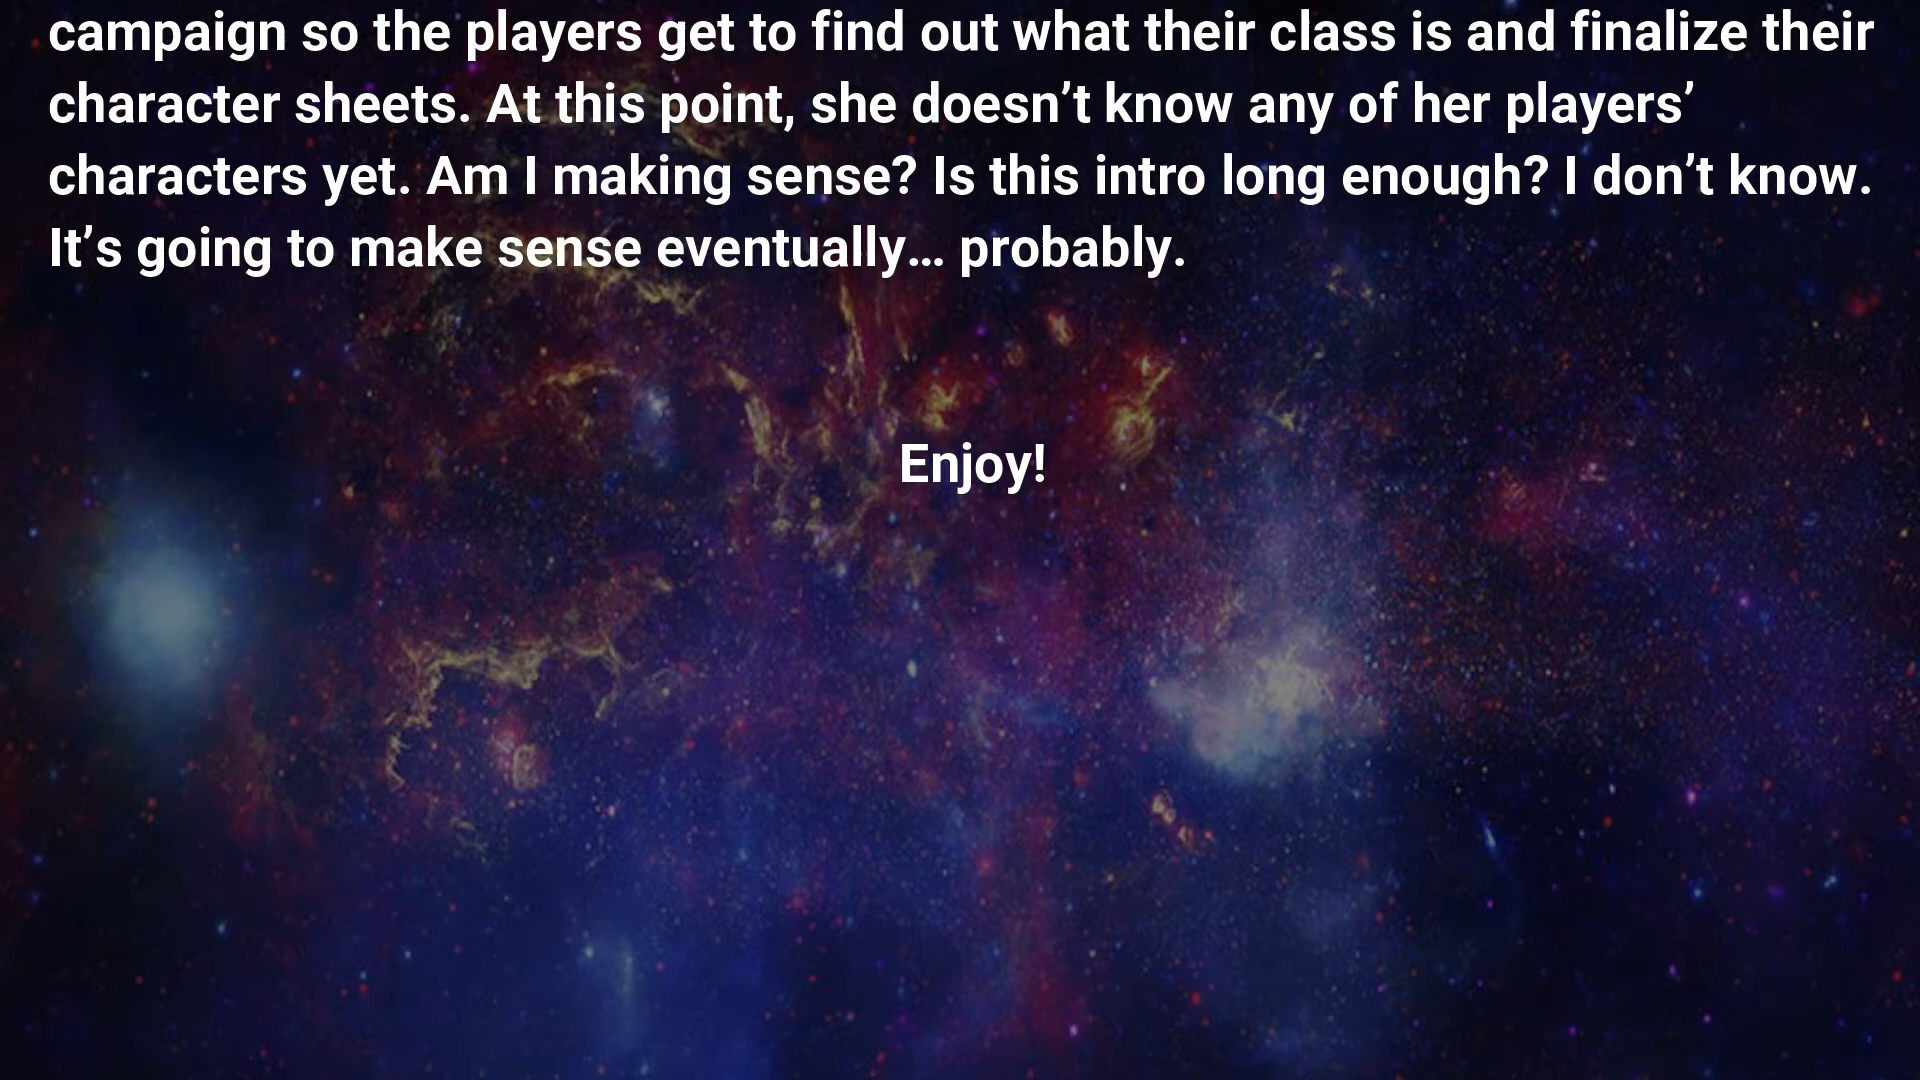 campaign so the players get to find out what their class is and finalize their
character sheets. At this point, she doesn’t know any of her players’
characters yet. Am I making sense? Is this intro long enough? I don’t know.
It’s going to make sense eventually… probably.
Enjoy!